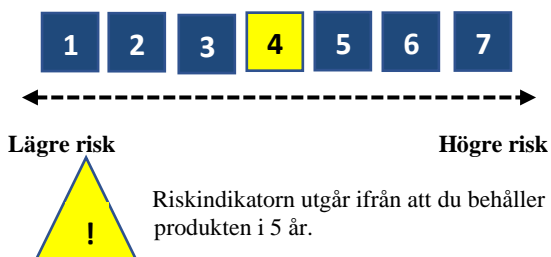 1 2 3 4 5 6 7
Lägre risk Högre risk
! Riskindikatorn utgår ifrån att du behåller
produkten i 5 år.